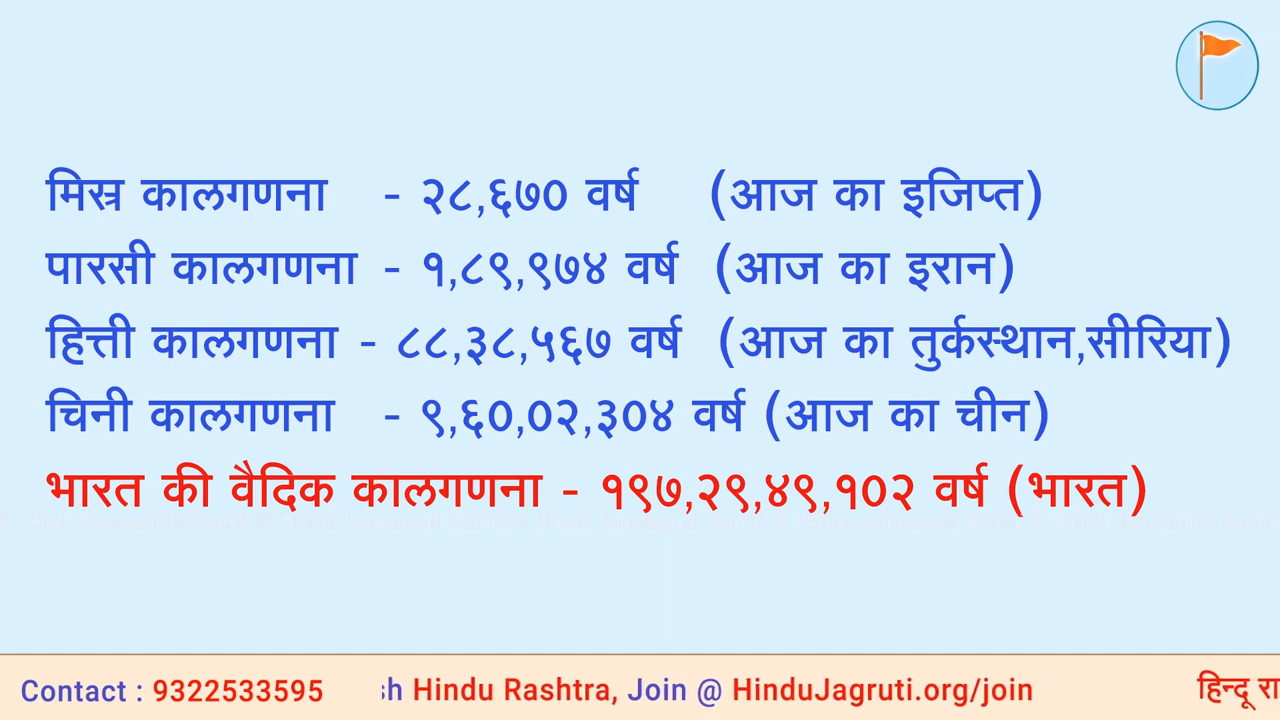 मिस्र कालगणना - २८,६७० वर्ष (आज का इजिप्त)
पारसी कालगणना - १,८९,९७४ वर्ष (आज का इरान)
हित्ती कालगणना - ८८,३८,५६७ वर्ष (आज का तुर्कस्थान,सीरिया)
चिनी कालगणना - ९,६०,०२,३०४ वर्ष (आज का चीन)
भारत की वैदिक कालगणना - १९७,२९,४९,१०२ वर्ष (भारत)
Contact : 9322533595 sh Hindu Rashtra, Join @ HinduJagruti.org/join हिन्दू रा